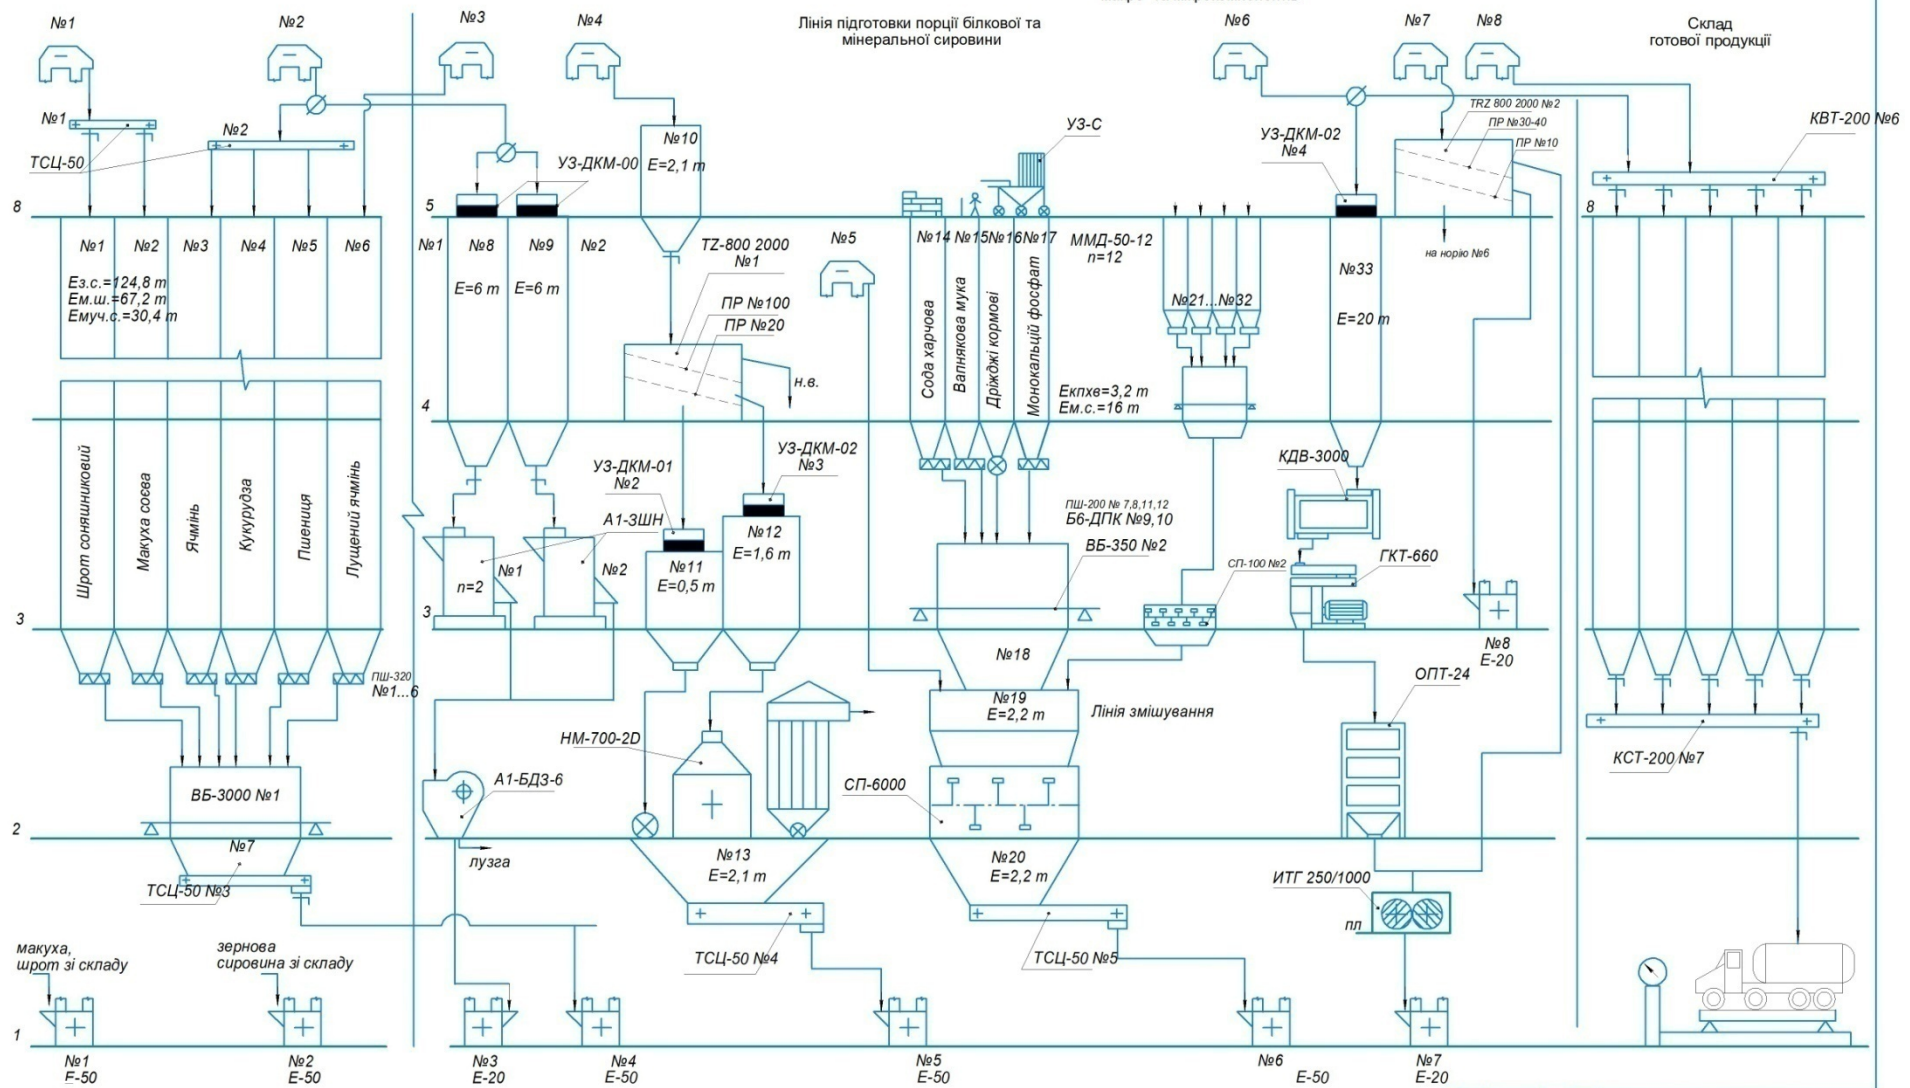 №1
№2
№3
№4
Лінія підготовки порції білкової та
мінеральної сировини
№6
№7
№8
Склад
готової продукції
№1
ТСЦ-50
№2
УЗ-ДКМ-00
№10
Е=2,1 т
УЗ-С
УЗ-ДКМ-02
№4
TRZ 800 2000 №2
ПР №30-40
ПР №10
КВТ-200 №6
8
5
8
№1
№2
№3
№4
№5
№6
Ез.с.=124,8 т
Ем.ш.=67,2 т
Емуч.с.=30,4 т
№1
№8
№9
№2
Е=6 т
Е=6 т
TZ-800 2000
№1
ПР №100
ПР №20
н.в.
№5
№14
№15
№16
№17
Сода харчова
Вапнякова мука
Дріжджі кормові
Монокальцій фосфат
ММД-50-12
n=12
№21...№32
Екпхв=3,2 т
Ем.с.=16 т
№33
Е=20 т
на норію №6
4
Шрот соняшниковий
Макуха соєва
Ячмінь
Кукурудза
Пшениця
Лущений ячмінь
УЗ-ДКМ-01
№2
УЗ-ДКМ-02
№3
А1-ЗШН
№1
№2
n=2
№11
Е=0,5 т
№12
Е=1,6 т
ПШ-200 № 7,8,11,12
Б6-ДПК №9,10
ВБ-350 №2
СП-100 №2
КДВ-3000
ГКТ-660
3
3
№8
Е-20
ПШ-320
№1...6
№18
№19
Е=2,2 т
Лінія змішування
ОПТ-24
НМ-700-2D
А1-БДЗ-6
СП-6000
КСТ-200 №7
ВБ-3000 №1
2
№7
ТСЦ-50 №3
лузга
№13
Е=2,1 т
№20
Е=2,2 т
ИТГ 250/1000
пл
ТСЦ-50 №4
ТСЦ-50 №5
макуха,
шрот зі складу
зернова
сировина зі складу
1
№1
Е-50
№2
Е-50
№3
Е-20
№4
Е-50
№5
Е-50
№6
Е-50
№7
Е-20